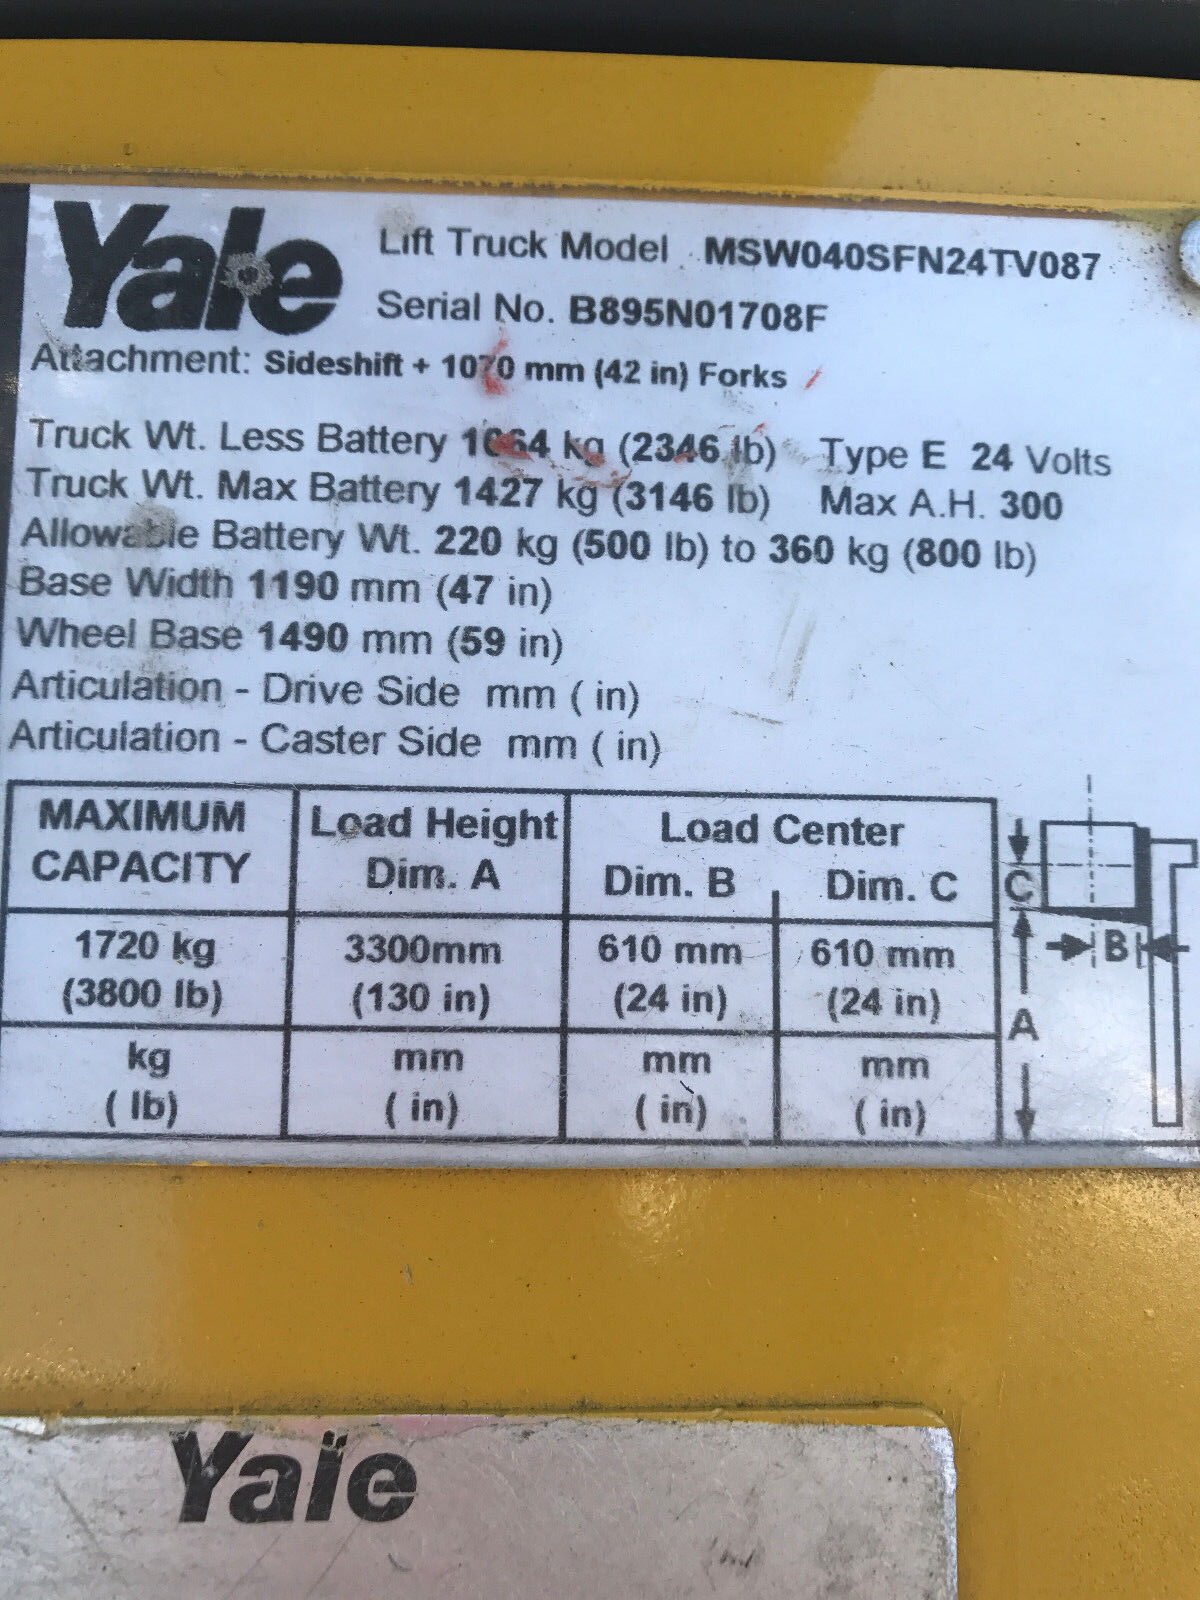 Yale
Lift Truck Model MSW040SFN24TV087
Serial No. B895N01708F
Attachment: Sideshift + 1070 mm (42 in) Forks
Truck Wt. Less Battery 1064 kg (2346 lb) Type E 24 Volts
Truck Wt. Max Battery 1427 kg (3146 lb) Max A.H. 300
Allowable Battery Wt. 220 kg (500 lb) to 360 kg (800 lb)
Base Width 1190 mm (47 in)
Wheel Base 1490 mm (59 in)
Articulation - Drive Side mm ( in)
Articulation - Caster Side mm ( in)
MAXIMUM CAPACITY
Load Height Dim. A
Load Center
Dim. B Dim. C
1720 kg 3300mm 610 mm 610 mm
(3800 lb) (130 in) (24 in) (24 in)
kg mm mm mm
( lb) ( in) ( in) ( in)
C
B
A
Yale